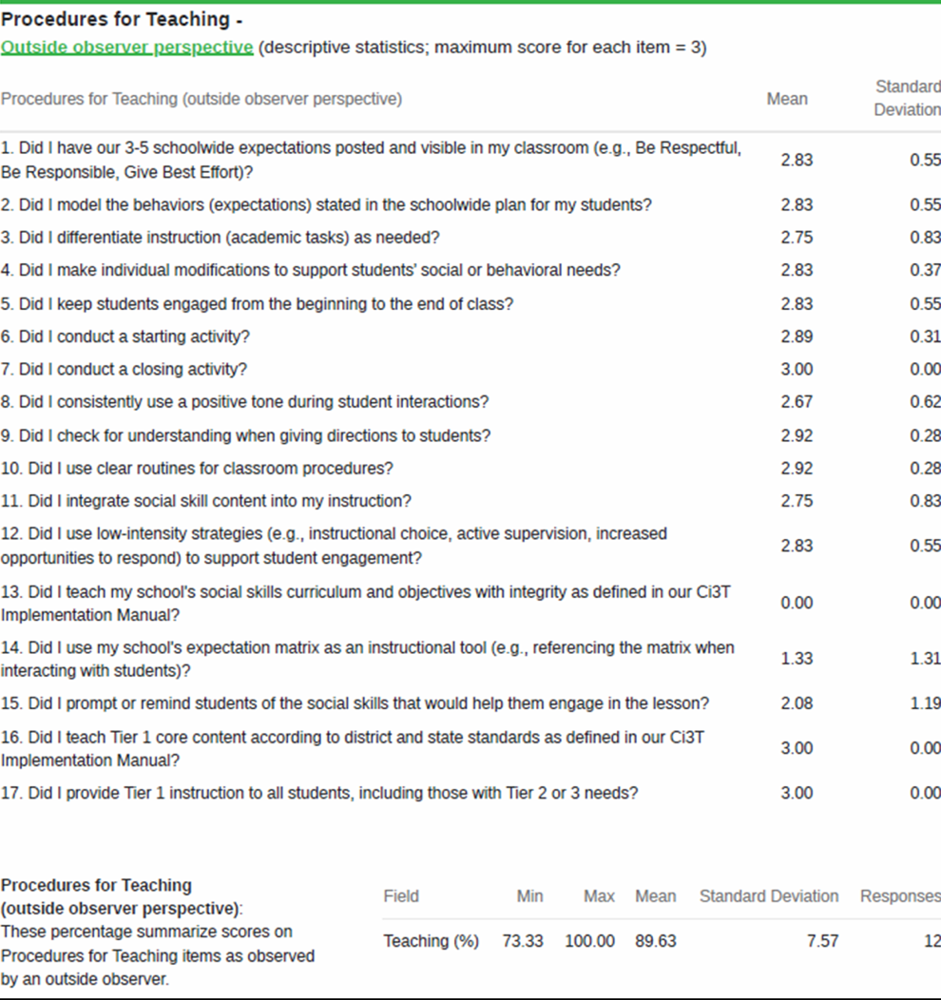 Procedures for Teaching -
Outside observer perspective (descriptive statistics; maximum score for each item = 3)
Procedures for Teaching (outside observer perspective) Mean Standard Deviation
1. Did I have our 3-5 schoolwide expectations posted and visible in my classroom (e.g., Be Respectful,
Be Responsible, Give Best Effort)? 2.83 0.55
2. Did I model the behaviors (expectations) stated in the schoolwide plan for my students? 2.83 0.55
3. Did I differentiate instruction (academic tasks) as needed? 2.75 0.83
4. Did I make individual modifications to support students' social or behavioral needs? 2.83 0.37
5. Did I keep students engaged from the beginning to the end of class? 2.83 0.55
6. Did I conduct a starting activity? 2.89 0.31
7. Did I conduct a closing activity? 3.00 0.00
8. Did I consistently use a positive tone during student interactions? 2.67 0.62
9. Did I check for understanding when giving directions to students? 2.92 0.28
10. Did I use clear routines for classroom procedures? 2.92 0.28
11. Did I integrate social skill content into my instruction? 2.75 0.83
12. Did I use low-intensity strategies (e.g., instructional choice, active supervision, increased
opportunities to respond) to support student engagement? 2.83 0.55
13. Did I teach my school's social skills curriculum and objectives with integrity as defined in our Ci3T
Implementation Manual? 0.00 0.00
14. Did I use my school's expectation matrix as an instructional tool (e.g., referencing the matrix when
interacting with students)? 1.33 1.31
15. Did I prompt or remind students of the social skills that would help them engage in the lesson? 2.08 1.19
16. Did I teach Tier 1 core content according to district and state standards as defined in our Ci3T
Implementation Manual? 3.00 0.00
17. Did I provide Tier 1 instruction to all students, including those with Tier 2 or 3 needs? 3.00 0.00
Procedures for Teaching
(outside observer perspective):
These percentage summarize scores on
Procedures for Teaching items as observed
by an outside observer.
Field Min Max Mean Standard Deviation Responses
Teaching (%) 73.33 100.00 89.63 7.57 12